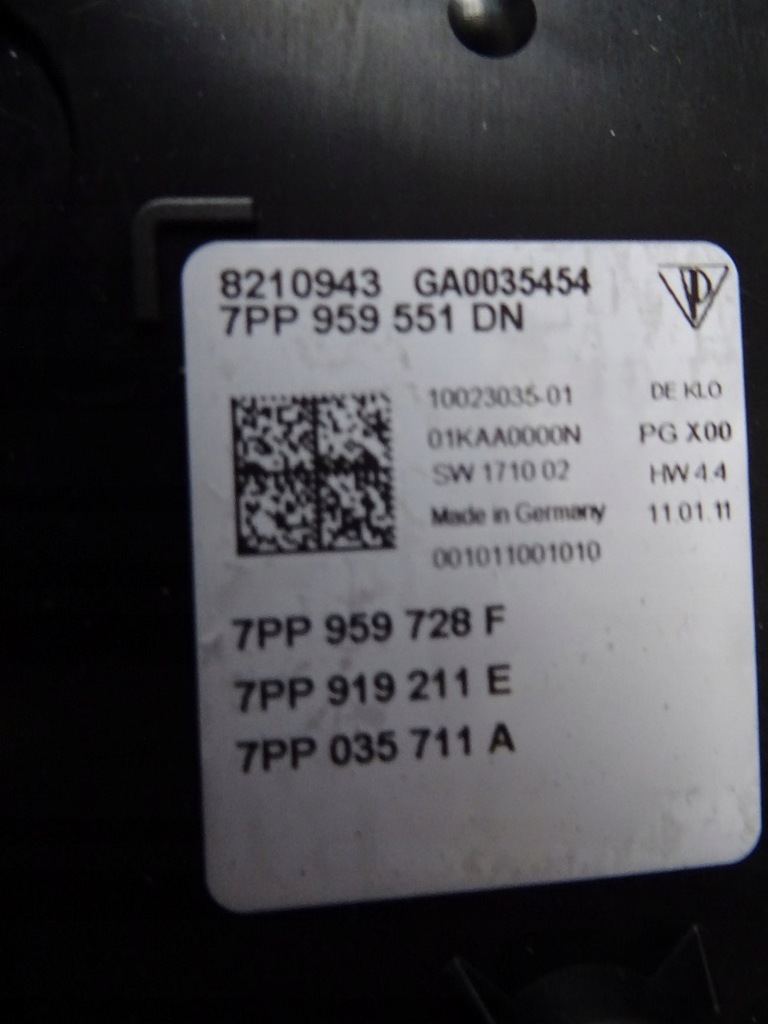 8210943 GA0035454
7PP 959 551 DN
10023035-01 DE KLO
01KAA0000N PG X00
SW 1710 02 HW 4.4
Made in Germany 11.01.11
001011001010
7PP 959 728 F
7PP 919 211 E
7PP 035 711 A